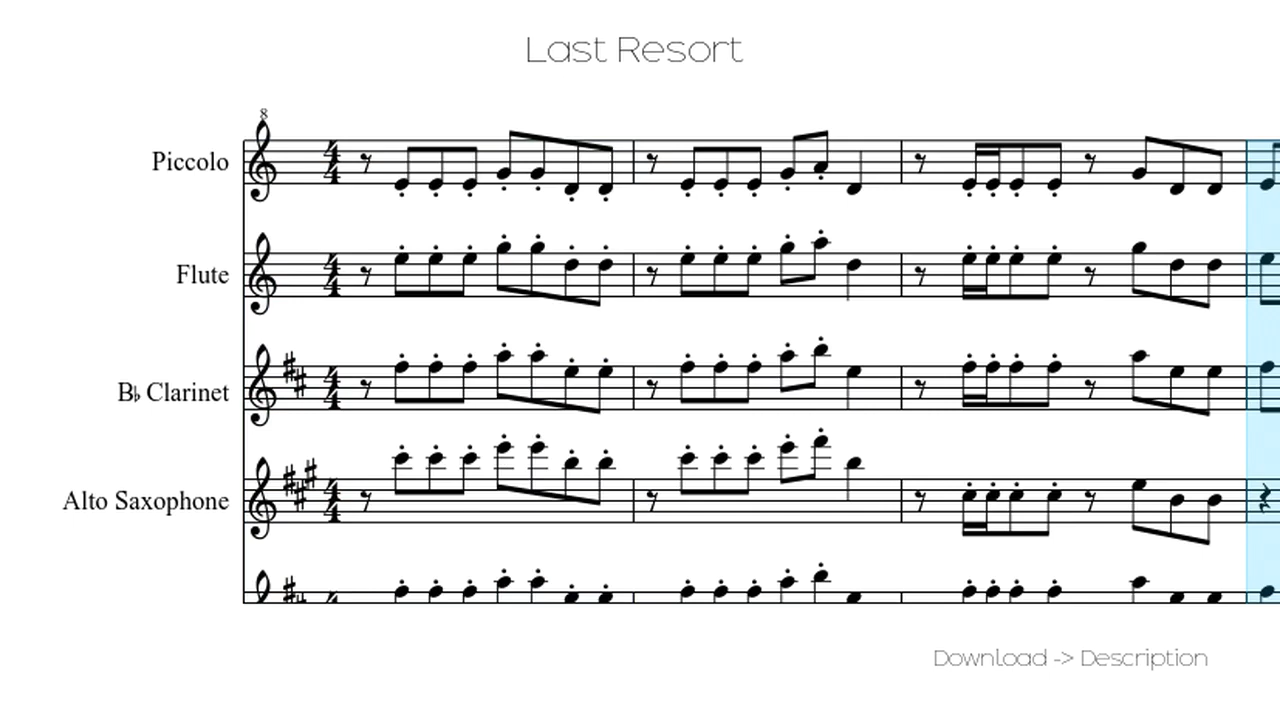 Last Resort
8
Piccolo
Flute
B♭ Clarinet
Alto Saxophone
Download -> Description